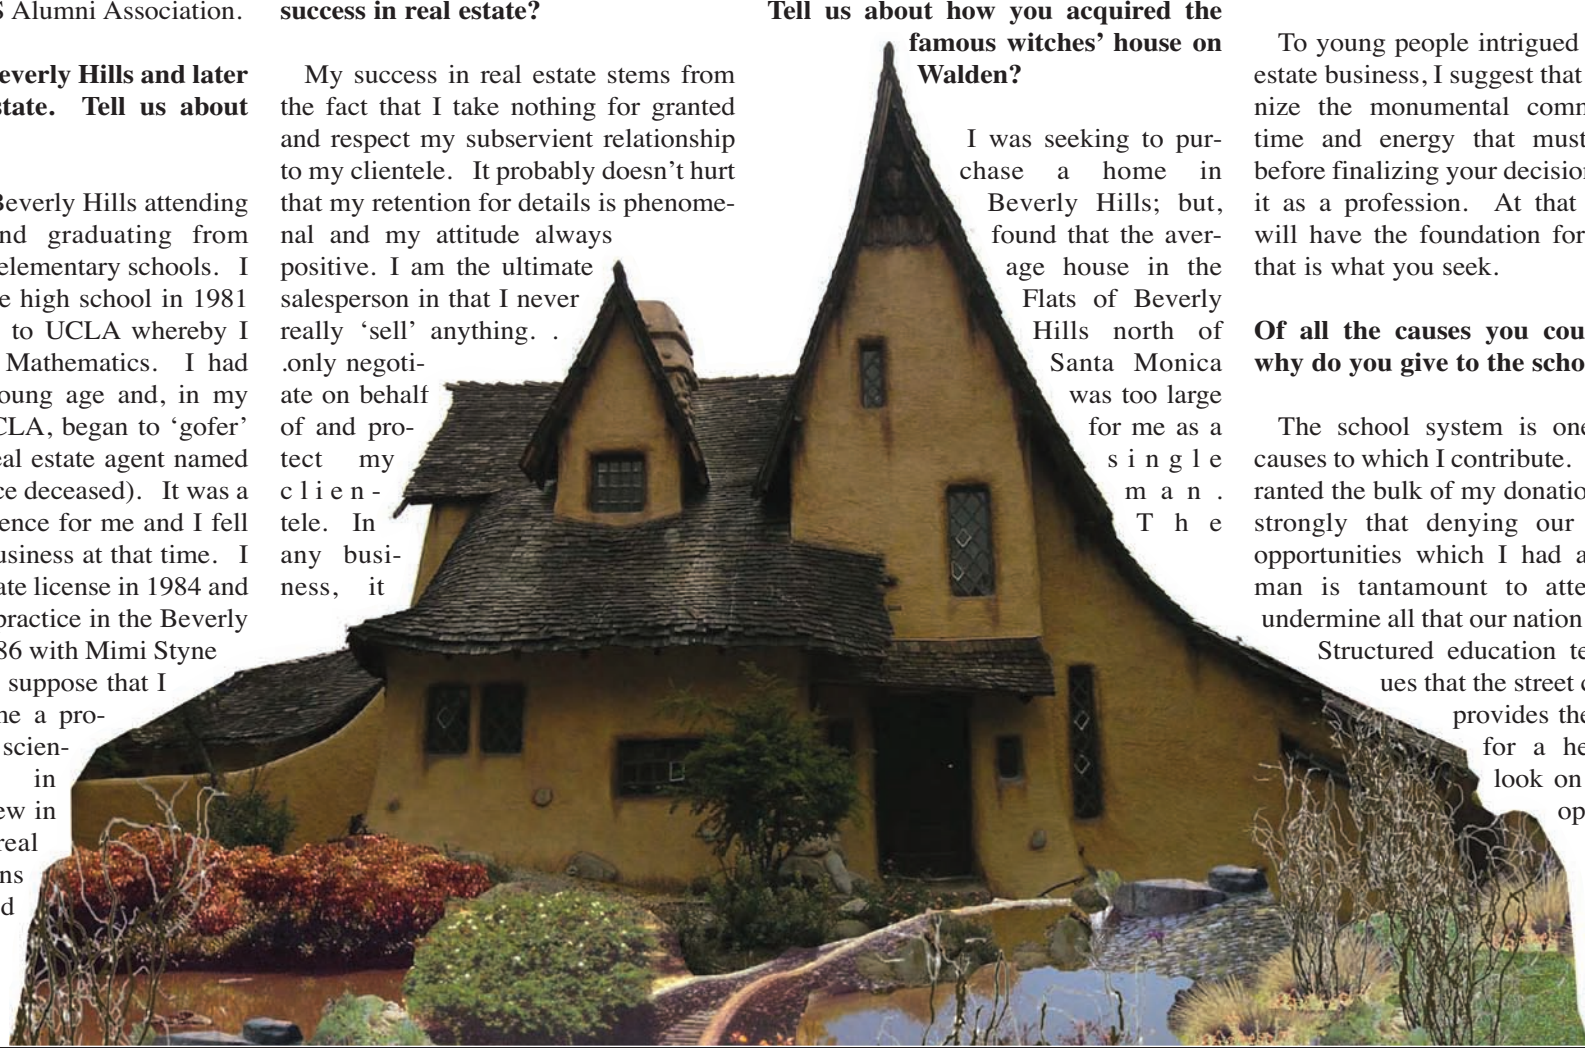 S Alumni Association.
everly Hills and later
state. Tell us about
Beverly Hills attending
nd graduating from
elementary schools. I
e high school in 1981
to UCLA whereby I
Mathematics. I had
oung age and, in my
CLA, began to ‘gofer’
eal estate agent named
ce deceased). It was a
ence for me and I fell
usiness at that time. I
ate license in 1984 and
practice in the Beverly
86 with Mimi Styne
suppose that I
ne a pro-
scien-
in
ew in
real
ns
d
success in real estate?
My success in real estate stems from
the fact that I take nothing for granted
and respect my subservient relationship
to my clientele. It probably doesn’t hurt
that my retention for details is phenome-
nal and my attitude always
positive. I am the ultimate
salesperson in that I never
really ‘sell’ anything. .
.only negoti-
ate on behalf
of and pro-
tect my
clien-
tele. In
any busi-
ness, it
Tell us about how you acquired the
famous witches’ house on
Walden?
I was seeking to pur-
chase a home in
Beverly Hills; but,
found that the aver-
age house in the
Flats of Beverly
Hills north of
Santa Monica
was too large
for me as a
single
man.
The
To young people intrigued
estate business, I suggest that
nize the monumental comm
time and energy that must
before finalizing your decision
it as a profession. At that
will have the foundation for
that is what you seek.
Of all the causes you cou
why do you give to the scho
The school system is one
causes to which I contribute.
ranted the bulk of my donatio
strongly that denying our
opportunities which I had a
man is tantamount to atte
undermine all that our nation
Structured education te
ues that the street c
provides the
for a he
look on
op